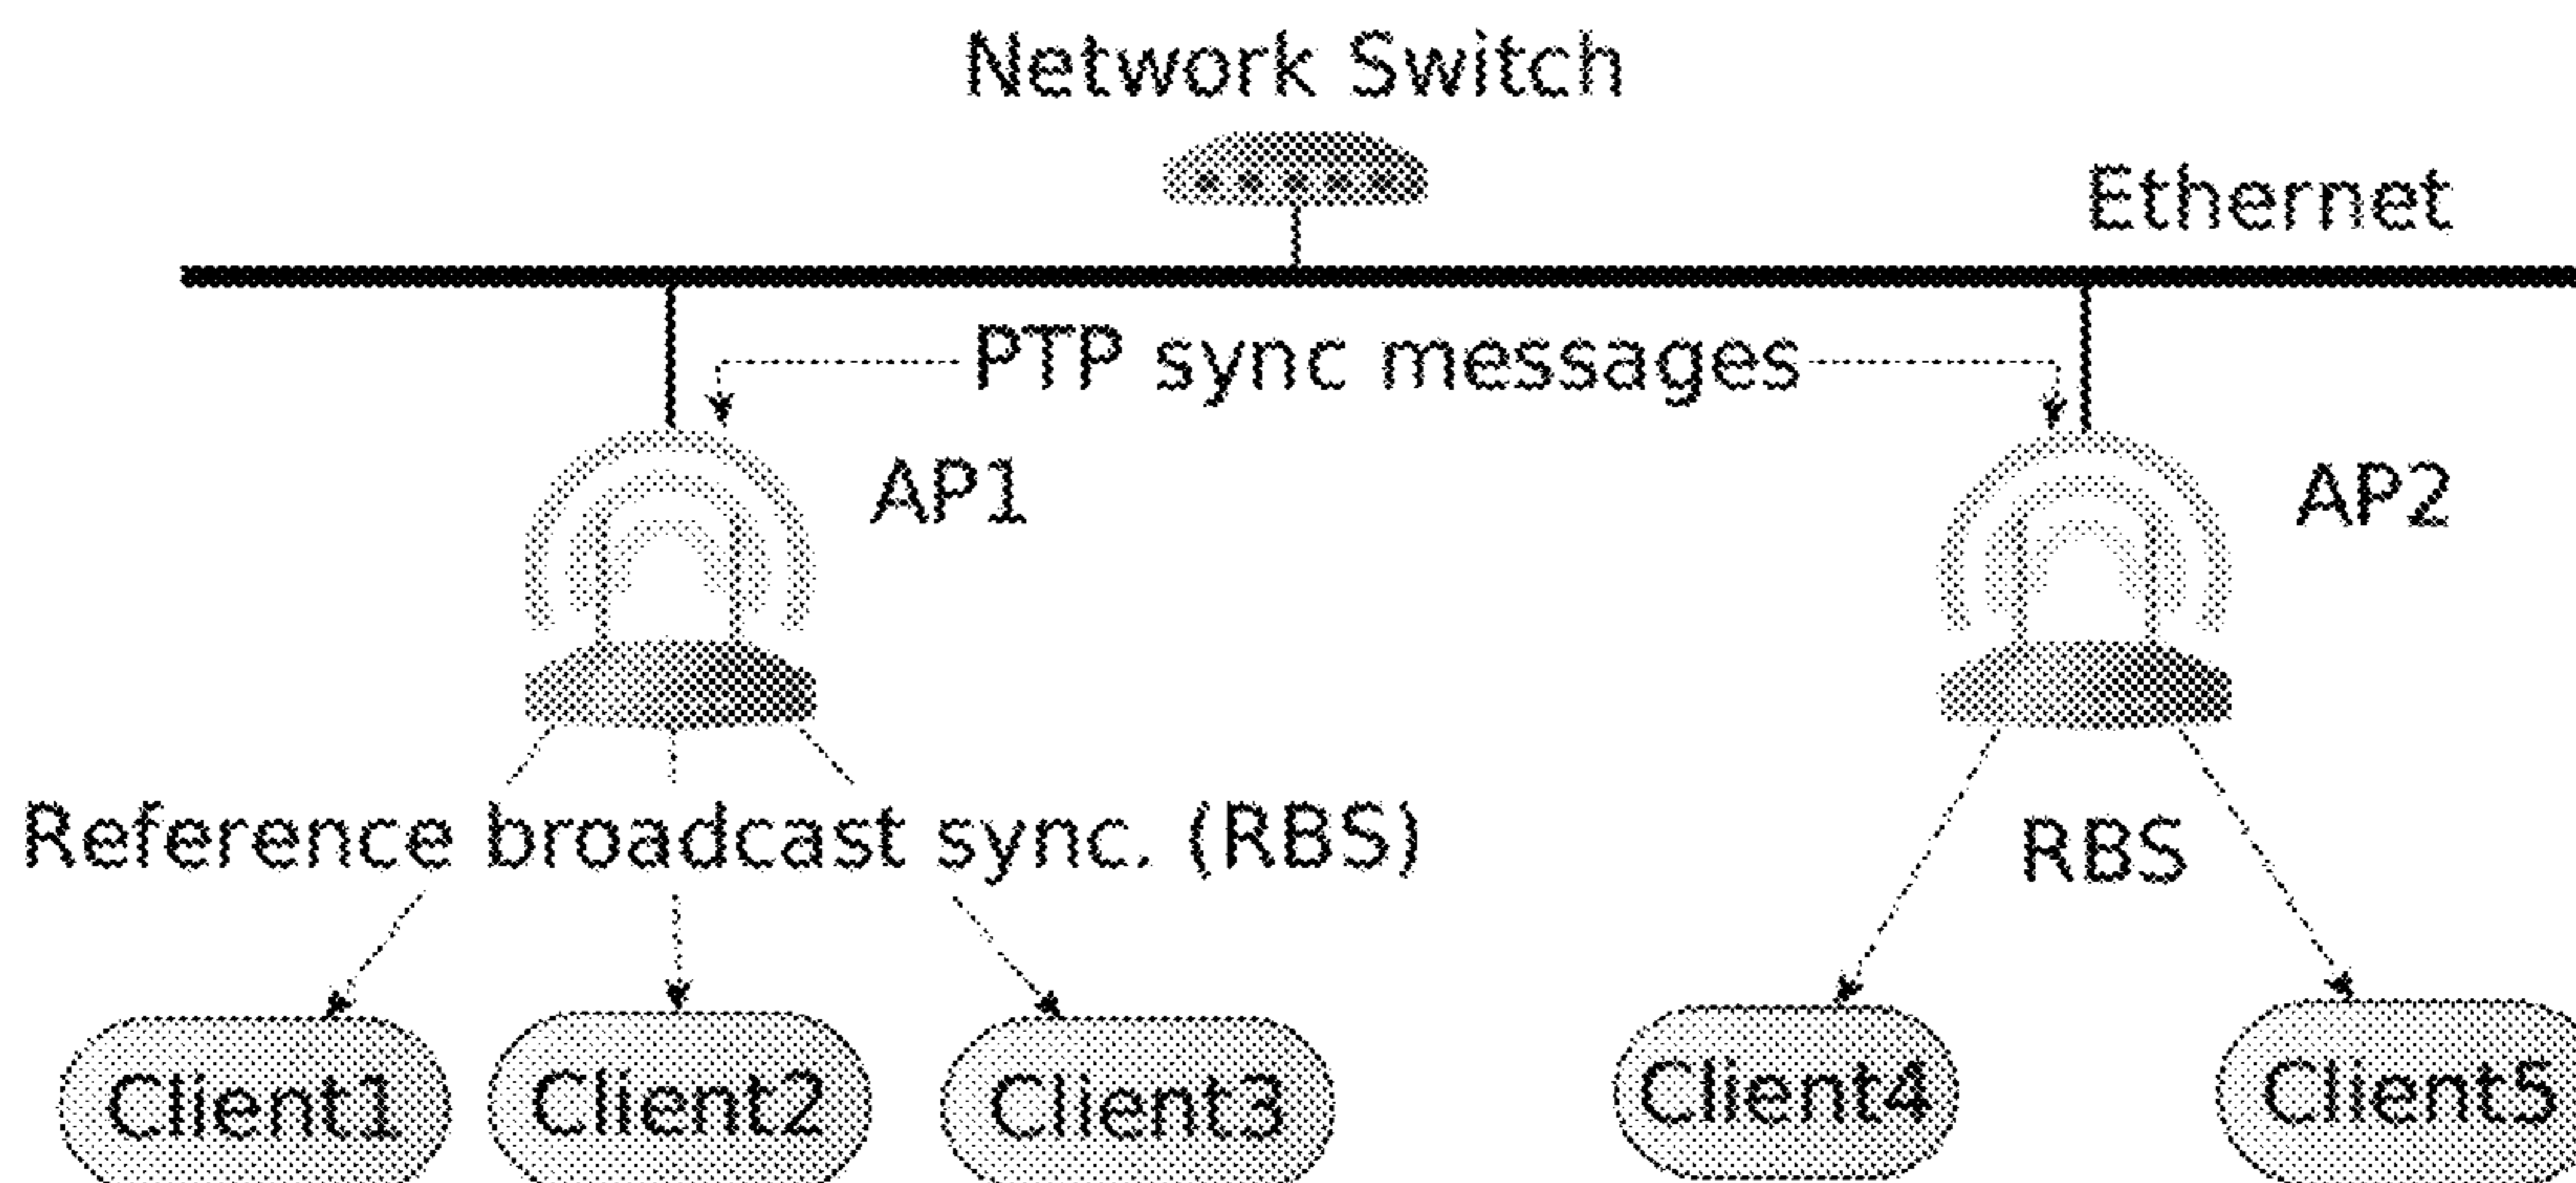 Network Switch
Ethernet
PTP sync messages
AP1
AP2
Reference broadcast sync. (RBS)
RBS
Client1
Client2
Client3
Client4
Client5